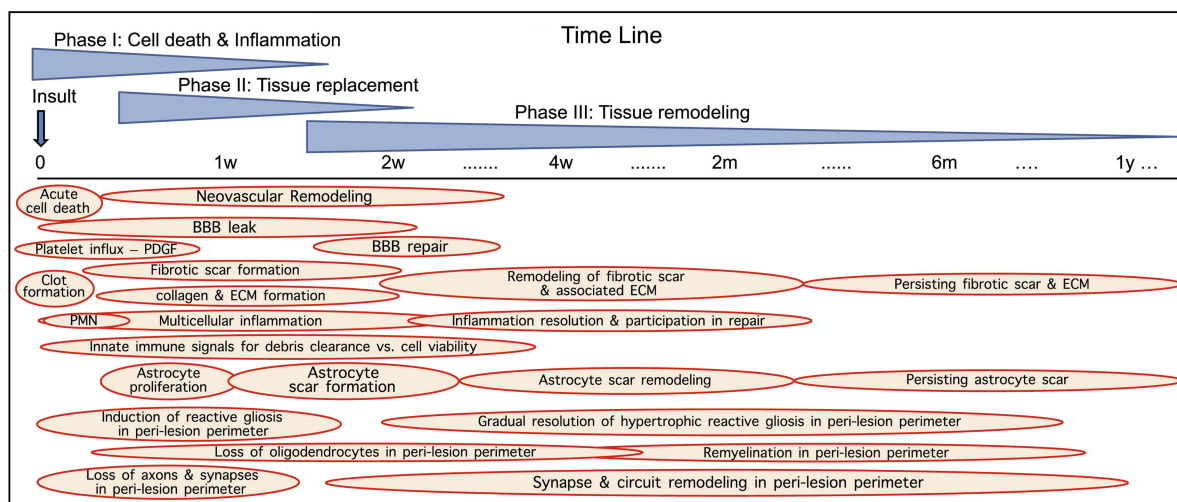 Time Line
Phase I: Cell death & Inflammation
Phase II: Tissue replacement
Insult
Phase III: Tissue remodeling
0 1w 2w ....... 4w ....... 2m ...... 6m .... 1y ...
Acute
cell death
Neovascular Remodeling
BBB leak
Platelet influx – PDGF
BBB repair
Clot
formation
Fibrotic scar formation
collagen & ECM formation
Remodeling of fibrotic scar
& associated ECM
Persisting fibrotic scar & ECM
PMN
Multicellular inflammation
Inflammation resolution & participation in repair
Innate immune signals for debris clearance vs. cell viability
Astrocyte
proliferation
Astrocyte
scar formation
Astrocyte scar remodeling
Persisting astrocyte scar
Induction of reactive gliosis
in peri-lesion perimeter
Gradual resolution of hypertrophic reactive gliosis in peri-lesion perimeter
Loss of oligodendrocytes in peri-lesion perimeter
Remyelination in peri-lesion perimeter
Loss of axons & synapses
in peri-lesion perimeter
Synapse & circuit remodeling in peri-lesion perimeter